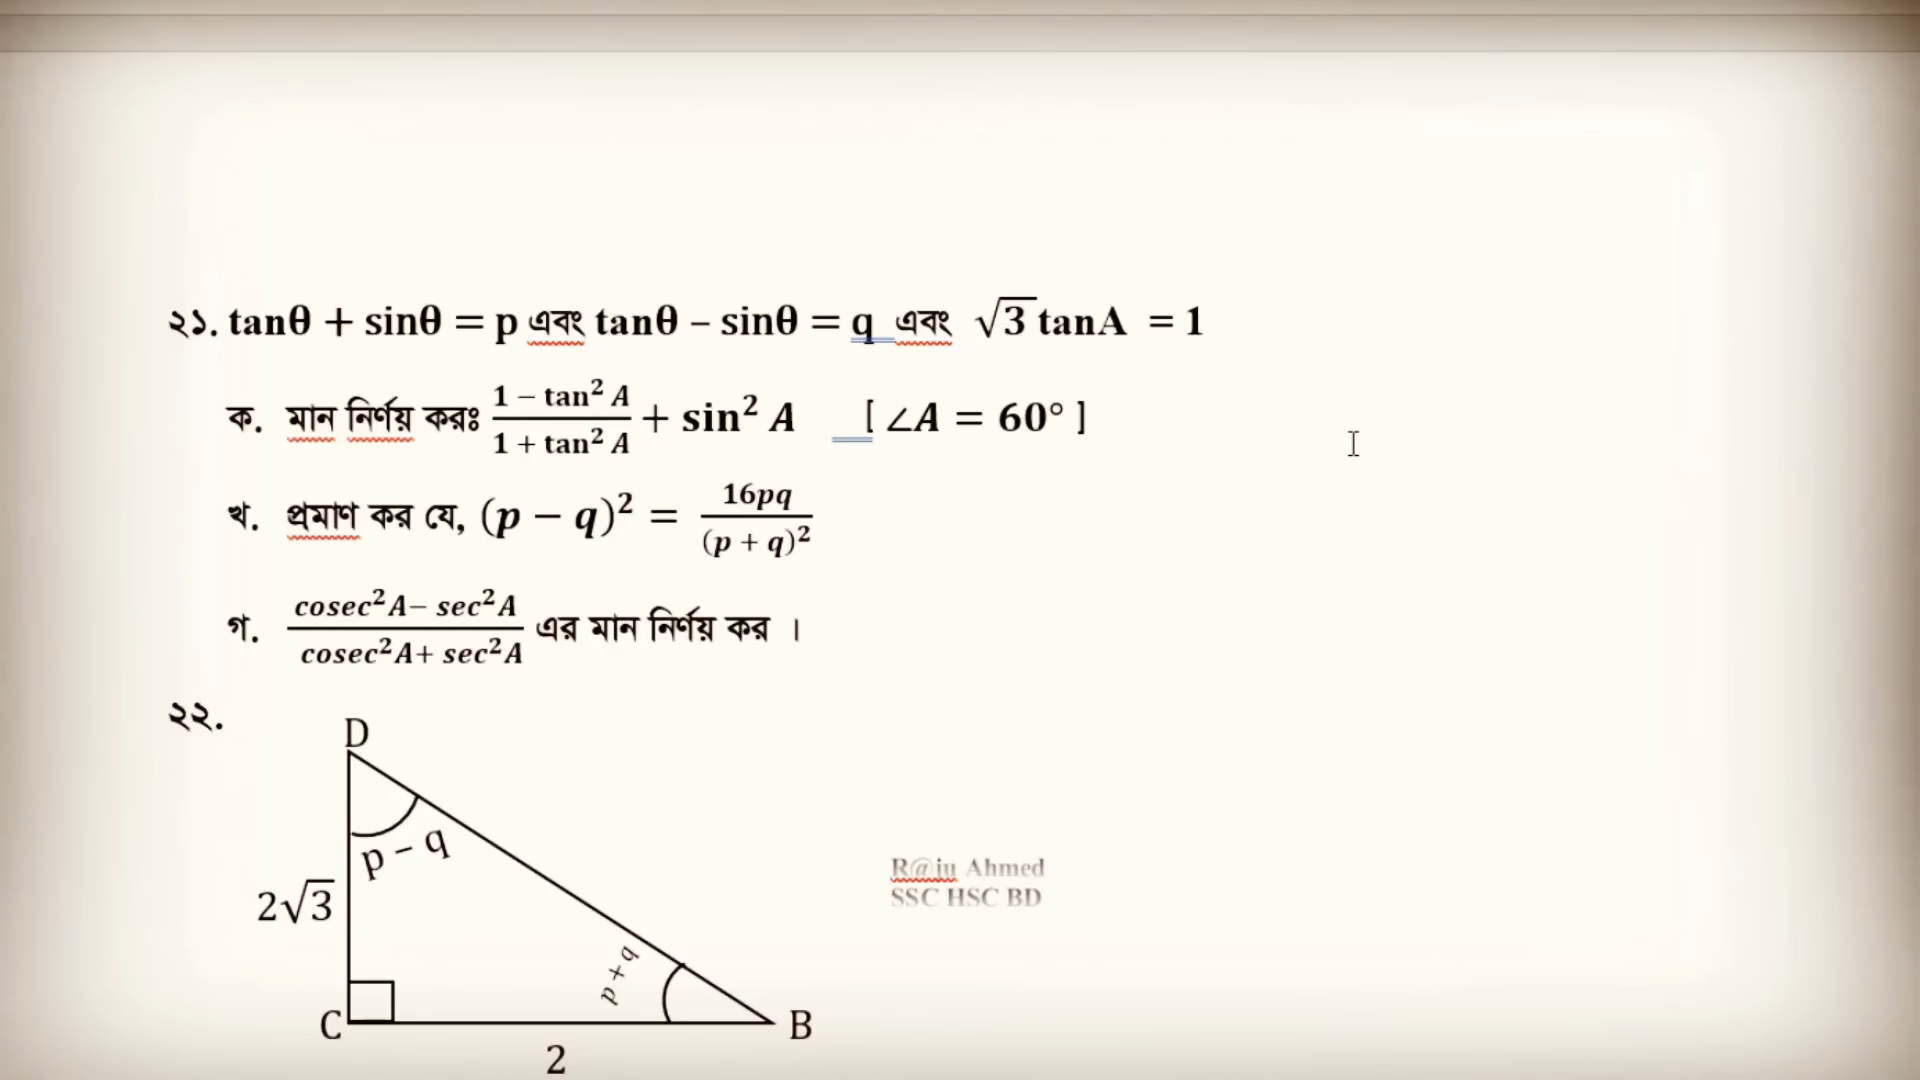 ২১. tanθ + sinθ = p এবং tanθ – sinθ = q এবং √3 tanA = 1
ক. মান নির্ণয় করঃ (1 − tan² A)/(1 + tan² A) + sin² A [ ∠A = 60° ]
খ. প্রমাণ কর যে, (p − q)² = 16pq/(p + q)²
গ. (cosec²A− sec²A)/(cosec²A+ sec²A) এর মান নির্ণয় কর ।
২২.
D
p − q
2√3
p + q
C
B
2
R@ju Ahmed
SSC HSC BD